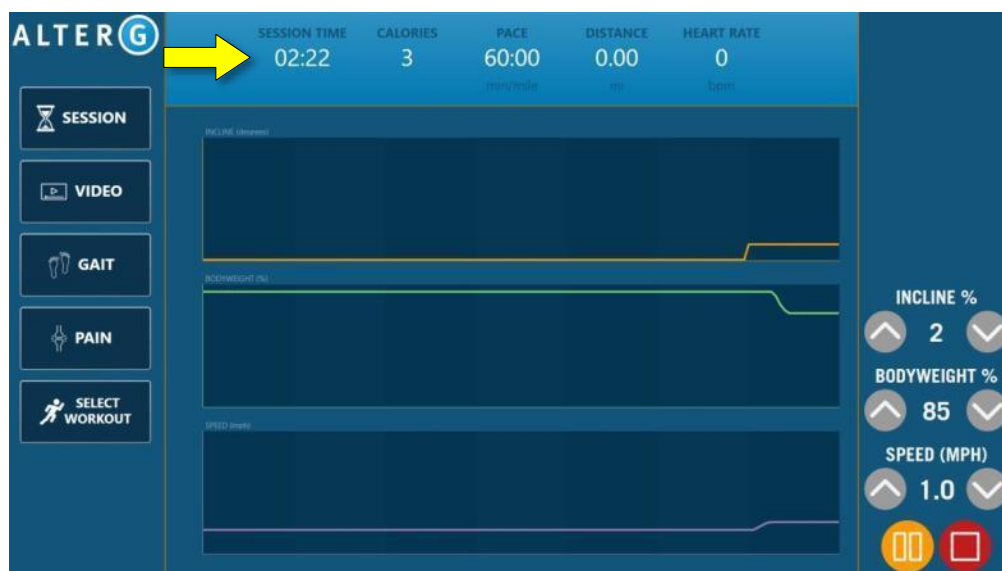 ALTERG
SESSION TIME CALORIES PACE DISTANCE HEART RATE
02:22 3 60:00 0.00 0
min/mile mi bpm
SESSION
VIDEO
GAIT
PAIN
SELECT
WORKOUT
INCLINE (degrees)
BODYWEIGHT (%)
SPEED (mph)
INCLINE %
2
BODYWEIGHT %
85
SPEED (MPH)
1.0